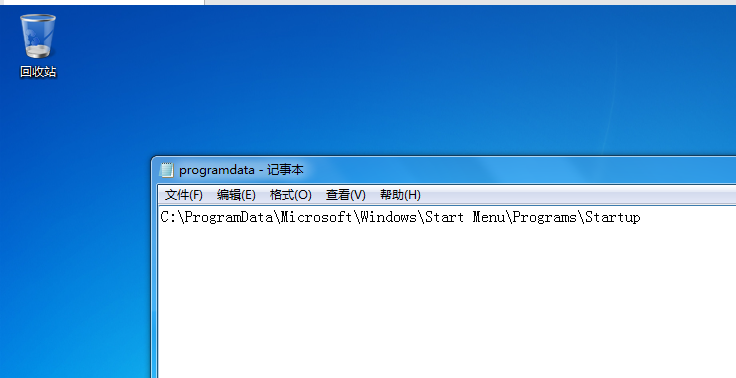 回收站
programdata - 记事本
文件(F) 编辑(E) 格式(O) 查看(V) 帮助(H)
C:\ProgramData\Microsoft\Windows\Start Menu\Programs\Startup